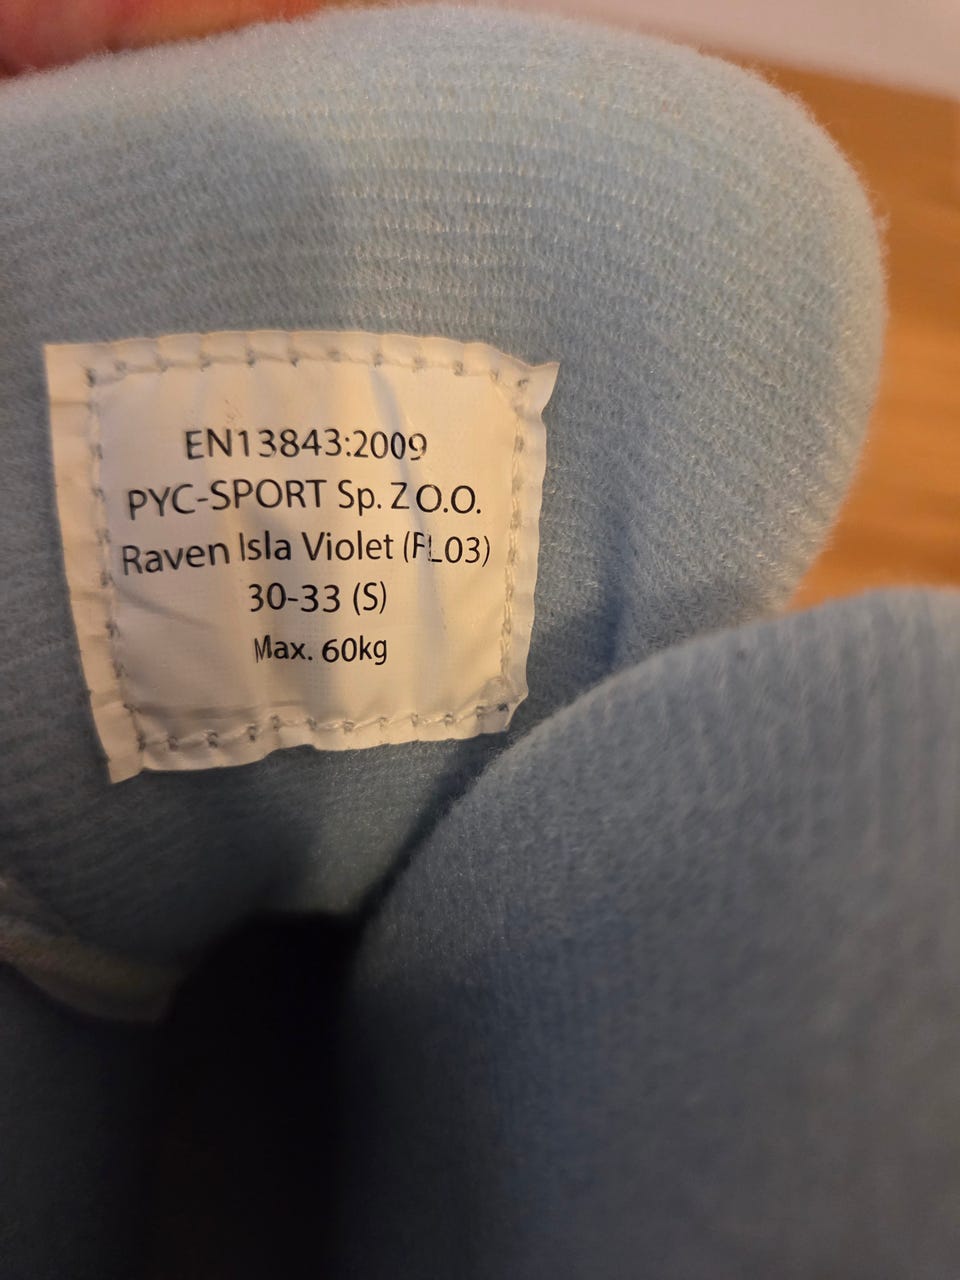 EN13843:2009
PYC-SPORT Sp. Z O.O.
Raven Isla Violet (FL03)
30-33 (S)
Max. 60kg